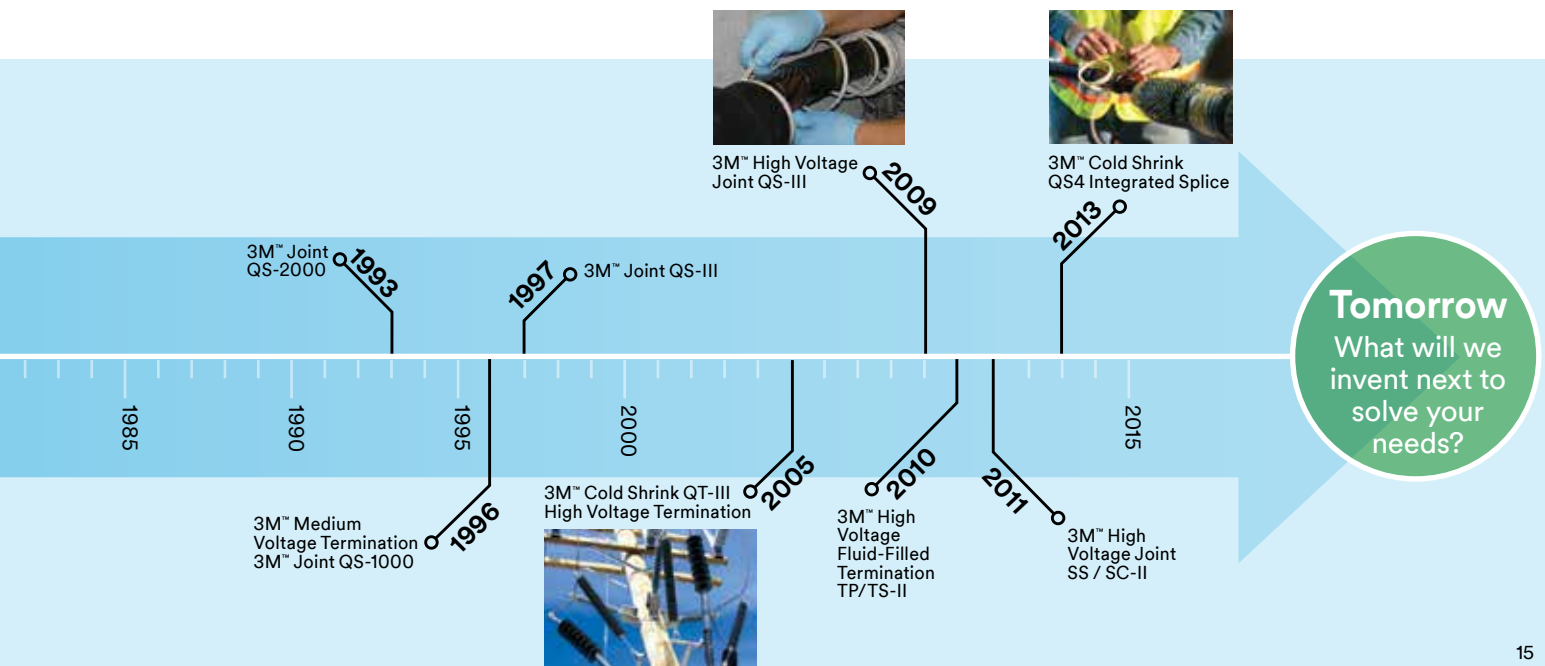 3M™ High Voltage
Joint QS-III
2009
3M™ Cold Shrink
QS4 Integrated Splice
2013
3M™ Joint
QS-2000
1993
1997
3M™ Joint QS-III
Tomorrow
What will we
invent next to
solve your
needs?
1985
1990
1995
2000
2015
3M™ Medium
Voltage Termination
3M™ Joint QS-1000
1996
3M™ Cold Shrink QT-III
High Voltage Termination
2005
3M™ High
Voltage
Fluid-Filled
Termination
TP/TS-II
2010
2011
3M™ High
Voltage Joint
SS / SC-II
15